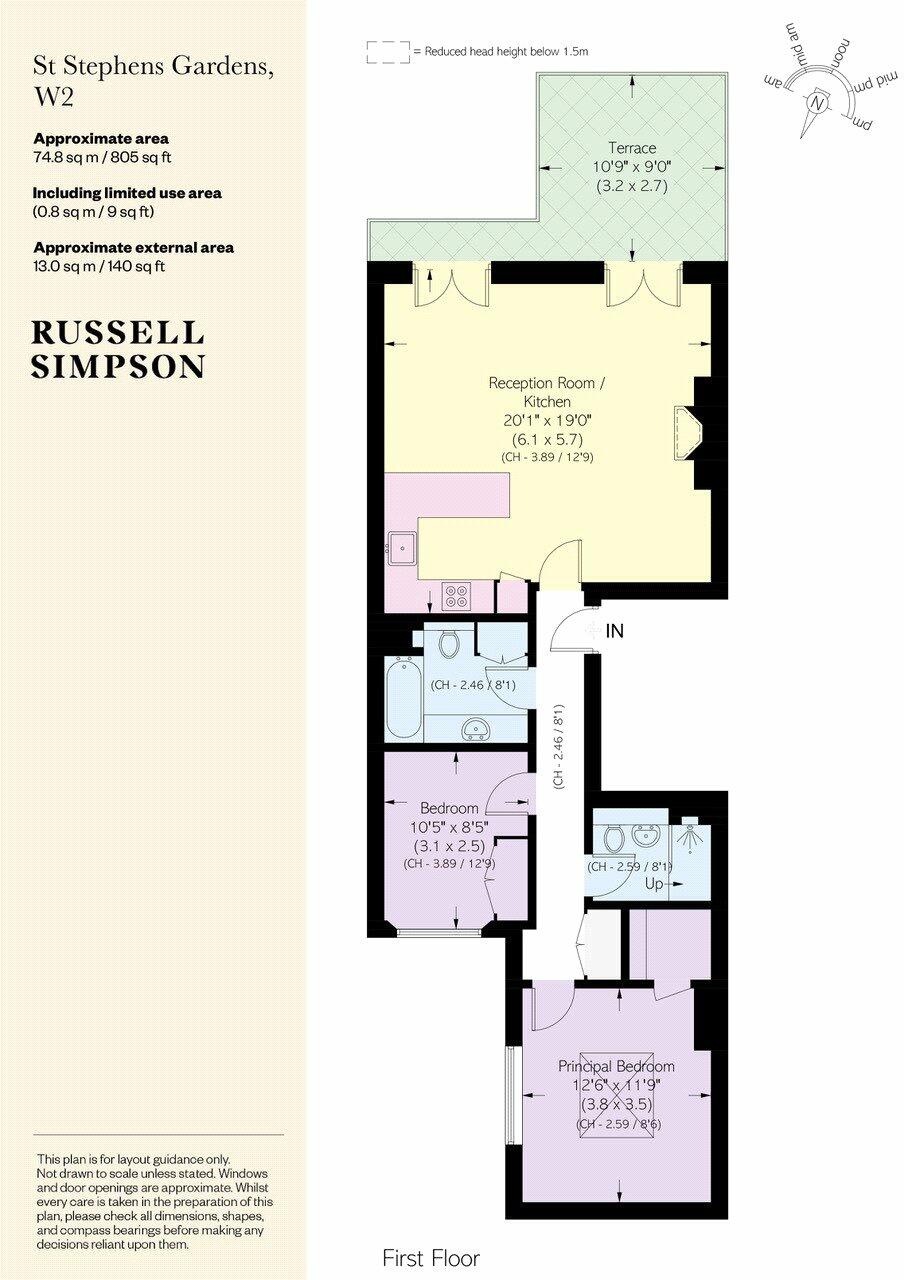 St Stephens Gardens,
W2
Approximate area
74.8 sq m / 805 sq ft
Including limited use area
(0.8 sq m / 9 sq ft)
Approximate external area
13.0 sq m / 140 sq ft
RUSSELL
SIMPSON
= Reduced head height below 1.5m
am
mid am
noon
mid pm
pm
N
Terrace
10'9" x 9'0"
(3.2 x 2.7)
Reception Room /
Kitchen
20'1" x 19'0"
(6.1 x 5.7)
(CH - 3.89 / 12'9)
IN
(CH - 2.46 / 8'1)
(CH - 2.46 / 8'1)
Bedroom
10'5" x 8'5"
(3.1 x 2.5)
(CH - 3.89 / 12'9)
(CH - 2.59 / 8'1)
Up
Principal Bedroom
12'6" x 11'9"
(3.8 x 3.5)
(CH - 2.59 / 8'6)
This plan is for layout guidance only.
Not drawn to scale unless stated. Windows
and door openings are approximate. Whilst
every care is taken in the preparation of this
plan, please check all dimensions, shapes,
and compass bearings before making any
decisions reliant upon them.
First Floor